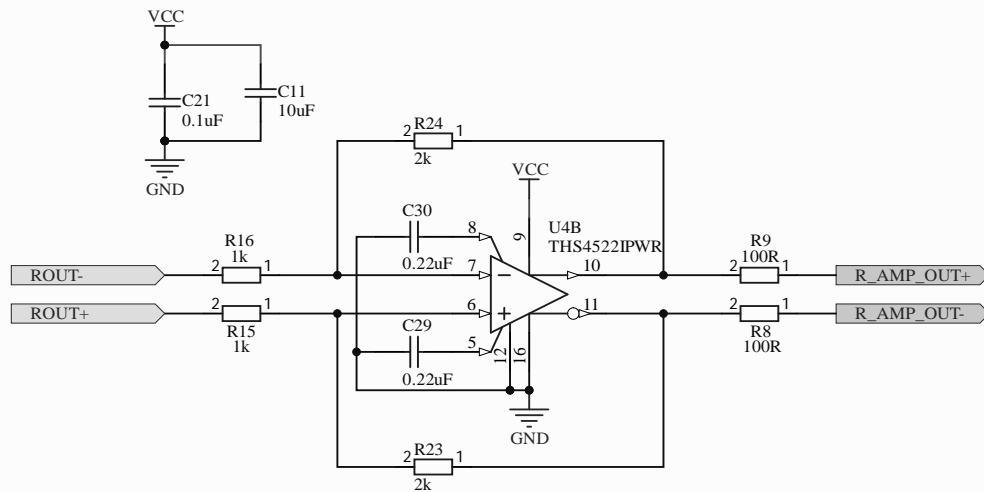 VCC
C21
0.1uF
C11
10uF
GND
R24
2 1
2k
VCC
C30
8
0.22uF
9
U4B
THS4522IPWR
R16
1k
ROUT-
2 1
7
10
R9
100R
2 1
R_AMP_OUT+
ROUT+
2 1
R15
1k
6
11
2 1
R8
100R
R_AMP_OUT-
C29
5
0.22uF
12
16
GND
R23
2 1
2k